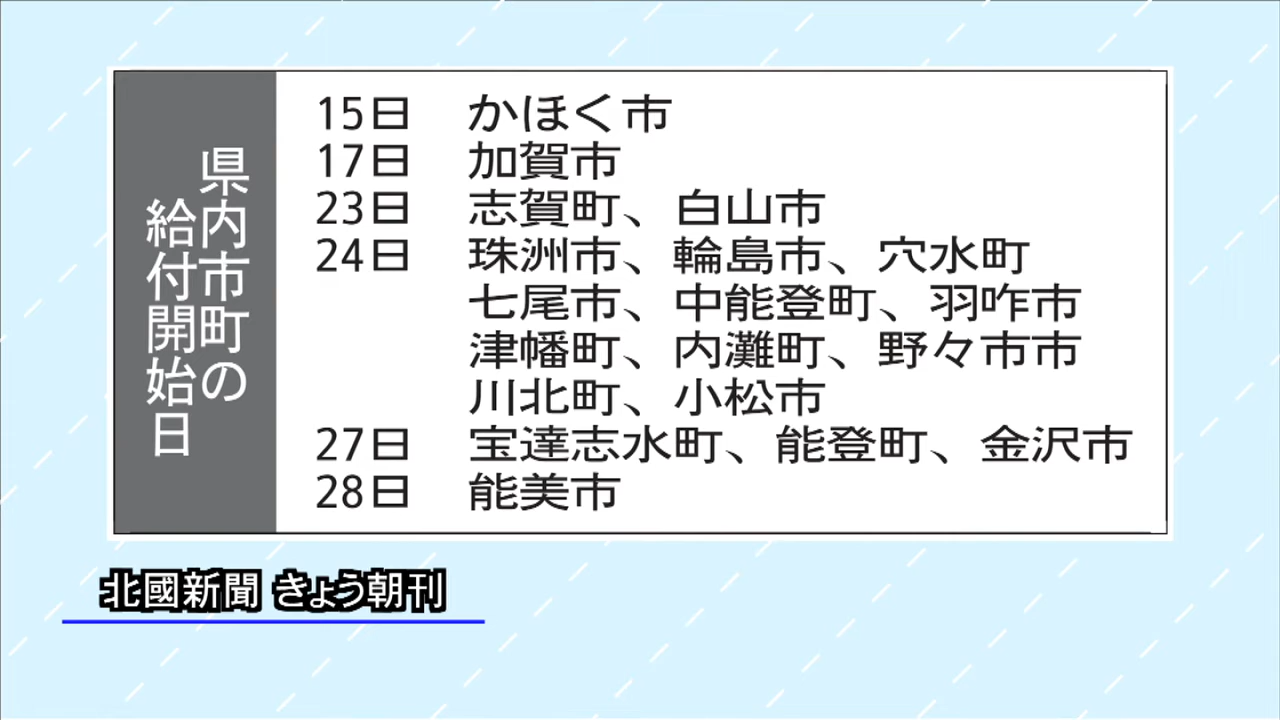 県内市町の
給付開始日
15日 かほく市
17日 加賀市
23日 志賀町、白山市
24日 珠洲市、輪島市、穴水町
七尾市、中能登町、羽咋市
津幡町、内灘町、野々市市
川北町、小松市
27日 宝達志水町、能登町、金沢市
28日 能美市
北國新聞 きょう朝刊